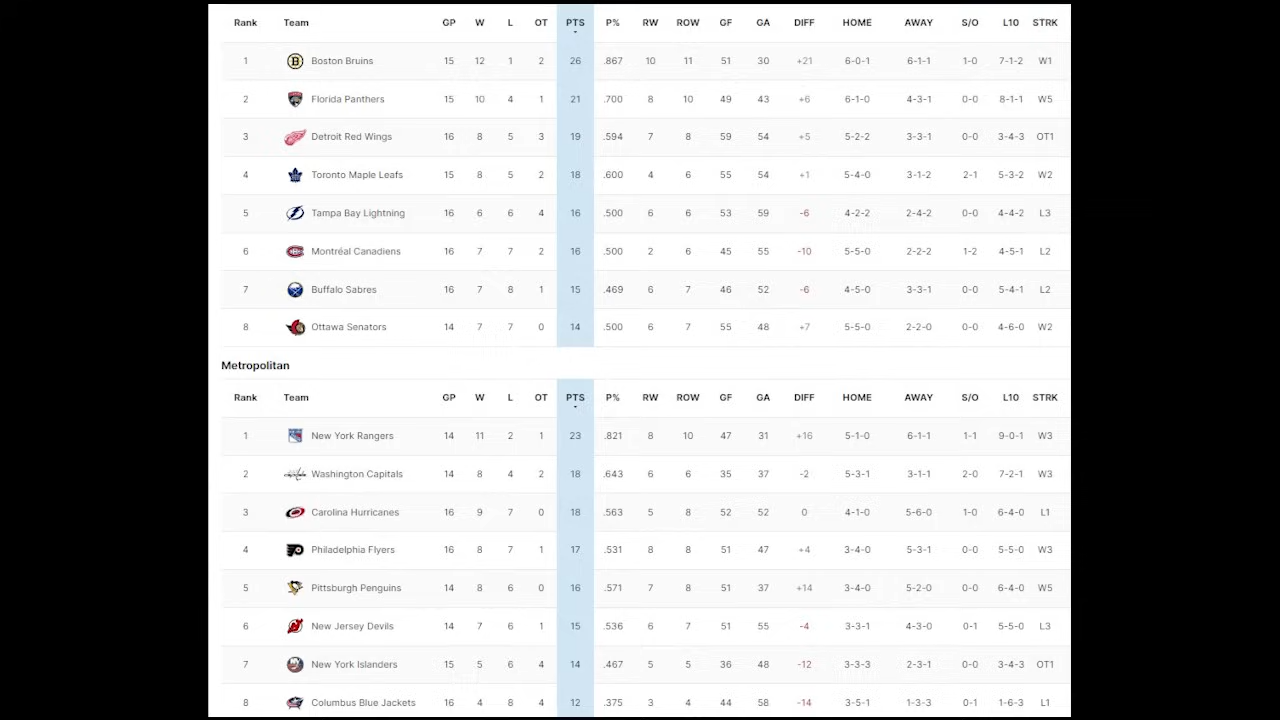 Rank Team GP W L OT PTS P% RW ROW GF GA DIFF HOME AWAY S/O L10 STRK
1 Boston Bruins 15 12 1 2 26 .867 10 11 51 30 +21 6-0-1 6-1-1 1-0 7-1-2 W1
2 Florida Panthers 15 10 4 1 21 .700 8 10 49 43 +6 6-1-0 4-3-1 0-0 8-1-1 W5
3 Detroit Red Wings 16 8 5 3 19 .594 7 8 59 54 +5 5-2-2 3-3-1 0-0 3-4-3 OT1
4 Toronto Maple Leafs 15 8 5 2 18 .600 4 6 55 54 +1 5-4-0 3-1-2 2-1 5-3-2 W2
5 Tampa Bay Lightning 16 6 6 4 16 .500 6 6 53 59 -6 4-2-2 2-4-2 0-0 4-4-2 L3
6 Montréal Canadiens 16 7 7 2 16 .500 2 6 45 55 -10 5-5-0 2-2-2 1-2 4-5-1 L2
7 Buffalo Sabres 16 7 8 1 15 .469 6 7 46 52 -6 4-5-0 3-3-1 0-0 5-4-1 L2
8 Ottawa Senators 14 7 7 0 14 .500 6 7 55 48 +7 5-5-0 2-2-0 0-0 4-6-0 W2
Metropolitan
Rank Team GP W L OT PTS P% RW ROW GF GA DIFF HOME AWAY S/O L10 STRK
1 New York Rangers 14 11 2 1 23 .821 8 10 47 31 +16 5-1-0 6-1-1 1-1 9-0-1 W3
2 Washington Capitals 14 8 4 2 18 .643 6 6 35 37 -2 5-3-1 3-1-1 2-0 7-2-1 W3
3 Carolina Hurricanes 16 9 7 0 18 .563 5 8 52 52 0 4-1-0 5-6-0 1-0 6-4-0 L1
4 Philadelphia Flyers 16 8 7 1 17 .531 8 8 51 47 +4 3-4-0 5-3-1 0-0 5-5-0 W3
5 Pittsburgh Penguins 14 8 6 0 16 .571 7 8 51 37 +14 3-4-0 5-2-0 0-0 6-4-0 W5
6 New Jersey Devils 14 7 6 1 15 .536 6 7 51 55 -4 3-3-1 4-3-0 0-1 5-5-0 L3
7 New York Islanders 15 5 6 4 14 .467 5 5 36 48 -12 3-3-3 2-3-1 0-0 3-4-3 OT1
8 Columbus Blue Jackets 16 4 8 4 12 .375 3 4 44 58 -14 3-5-1 1-3-3 0-1 1-6-3 L1